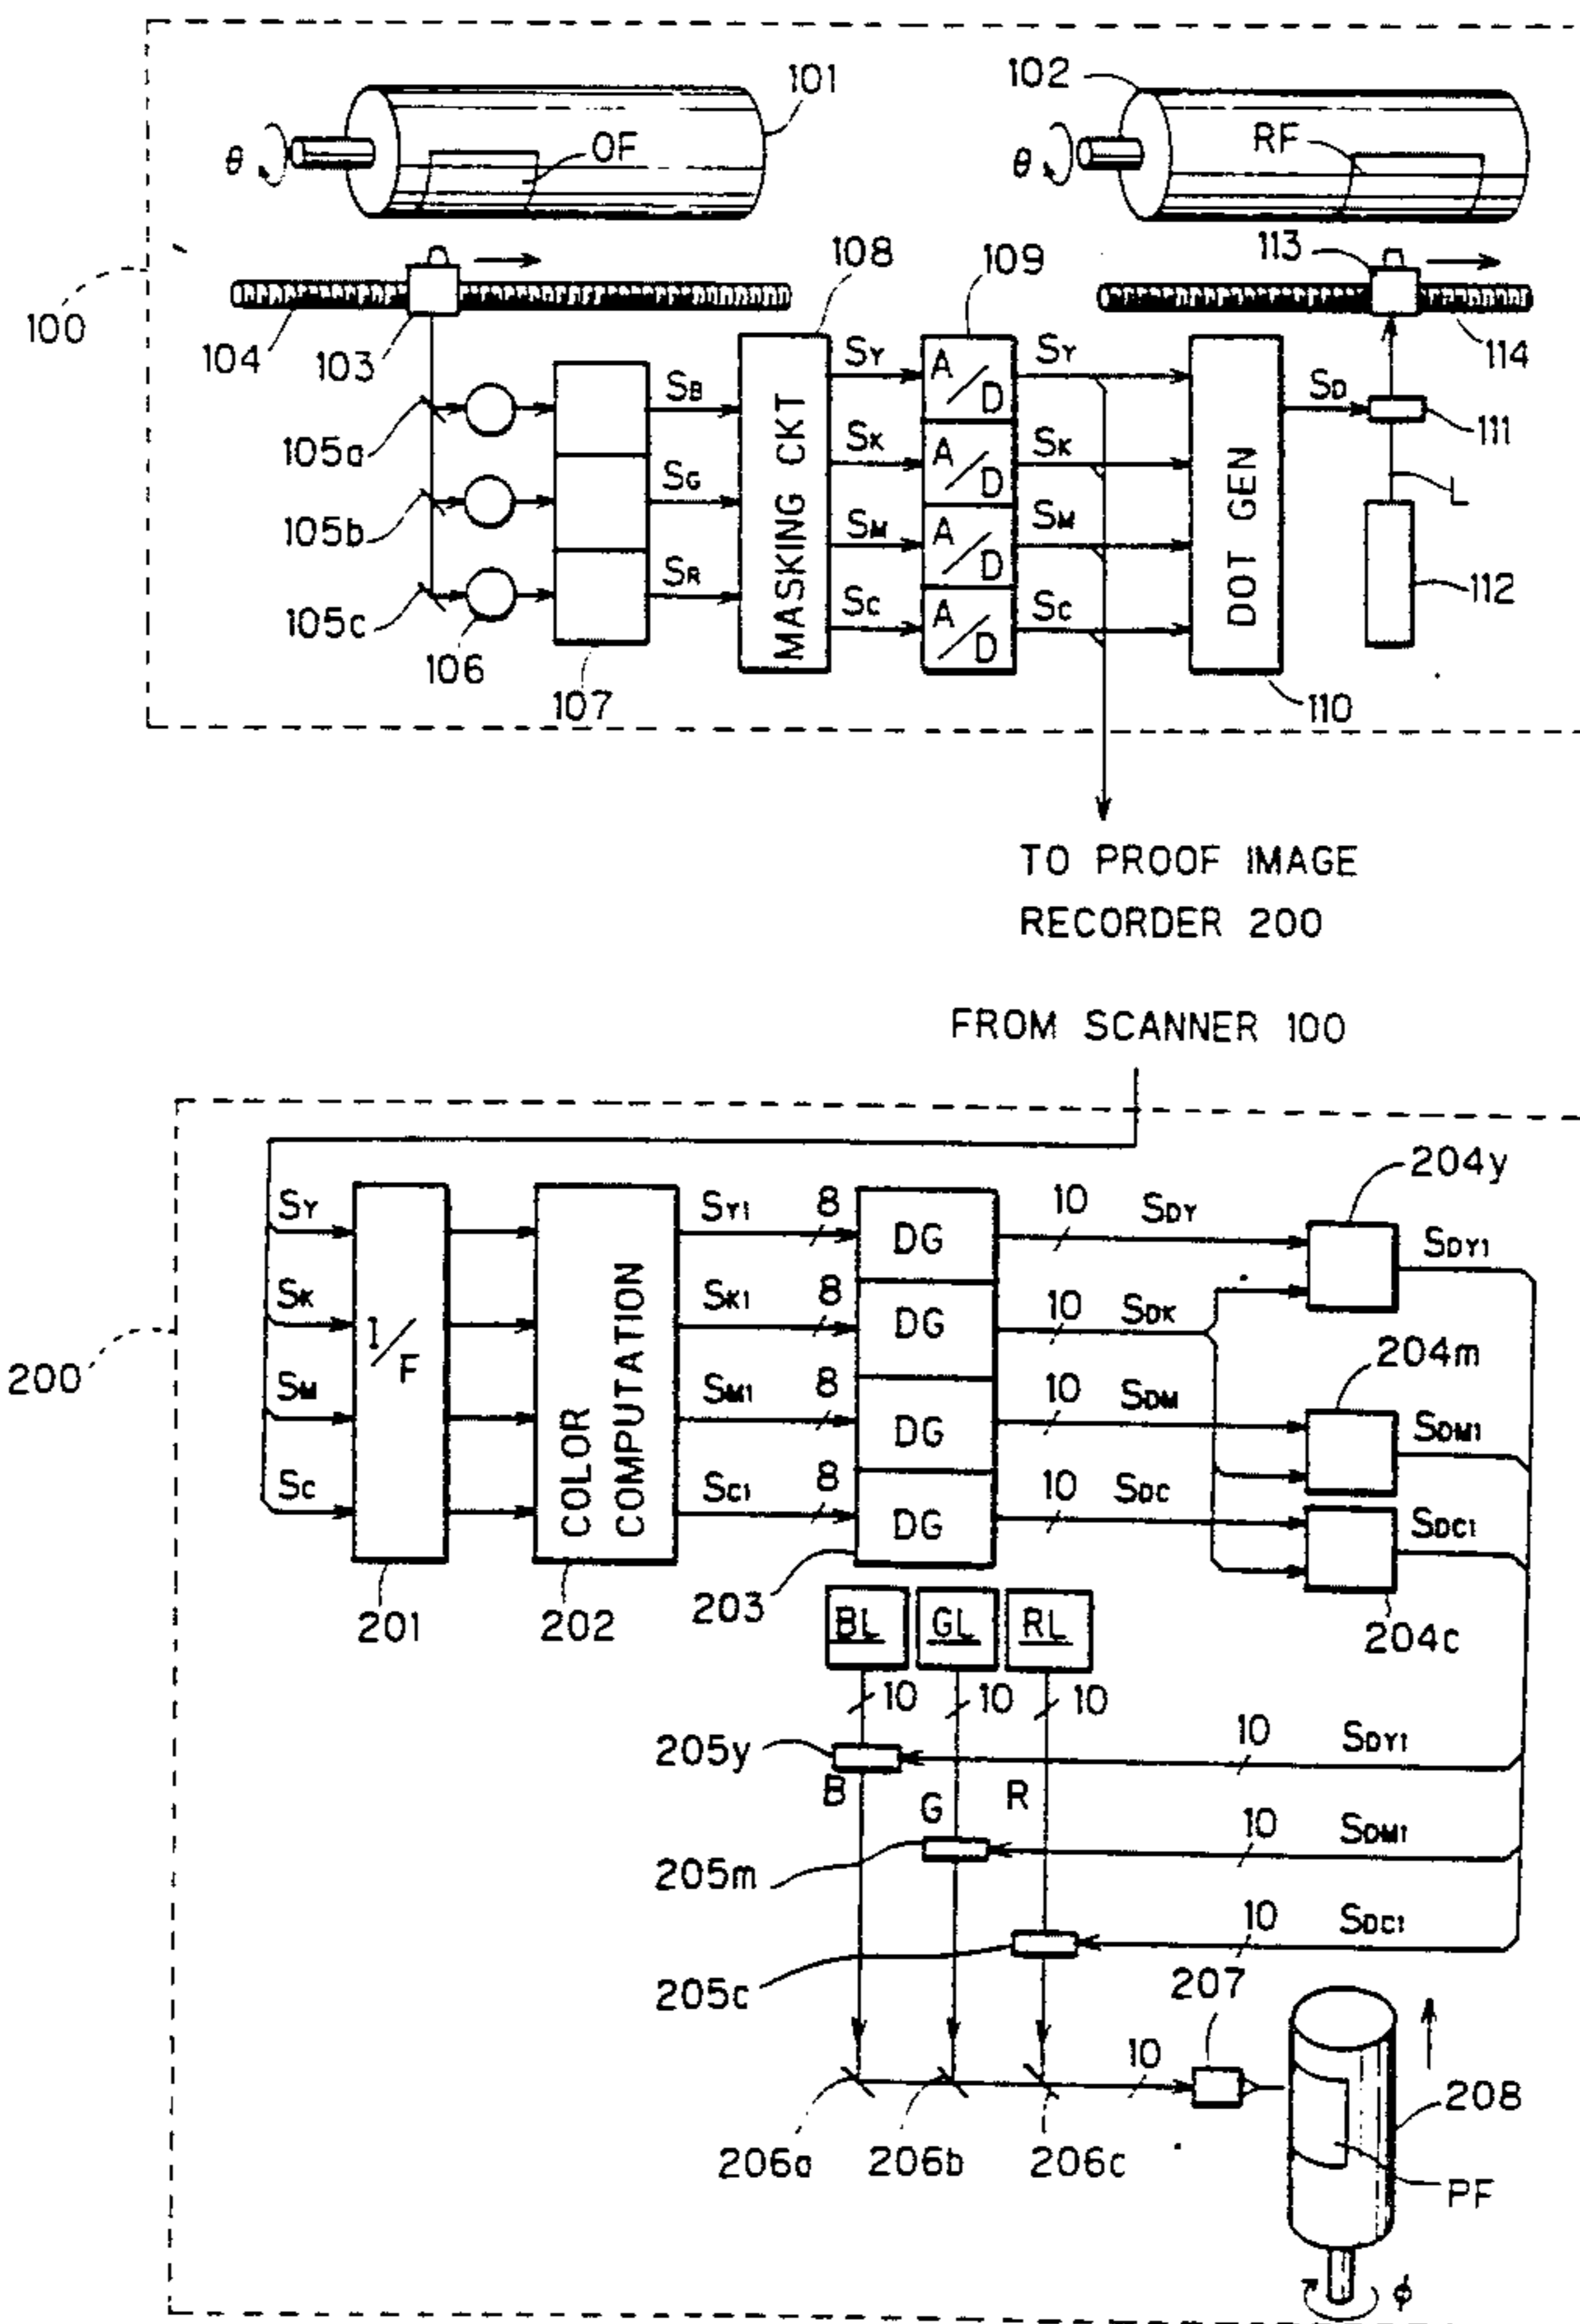 101
102
OF
RF
θ
θ
100
104
103
108
109
113
114
SY
SY
SB
SD
105a
MASKING CKT
A/D
DOT GEN
111
SK
SK
SG
A/D
L
105b
SM
SM
SR
A/D
112
105c
SC
SC
A/D
106
107
110
TO PROOF IMAGE
RECORDER 200
FROM SCANNER 100
204y
SY
SY1
8
DG
10
SDY
SDY1
SK
I/F
COLOR
COMPUTATION
SK1
8
DG
10
SDK
200
204m
SM
SM1
8
DG
10
SDM
SDM1
SC
SC1
8
DG
10
SDC
SDC1
201
202
203
BL
GL
RL
204c
10
10
10
205y
10
SDY1
B
G
R
205m
10
SDM1
205c
10
SDC1
207
10
208
206a
206b
206c
PF
ϕ